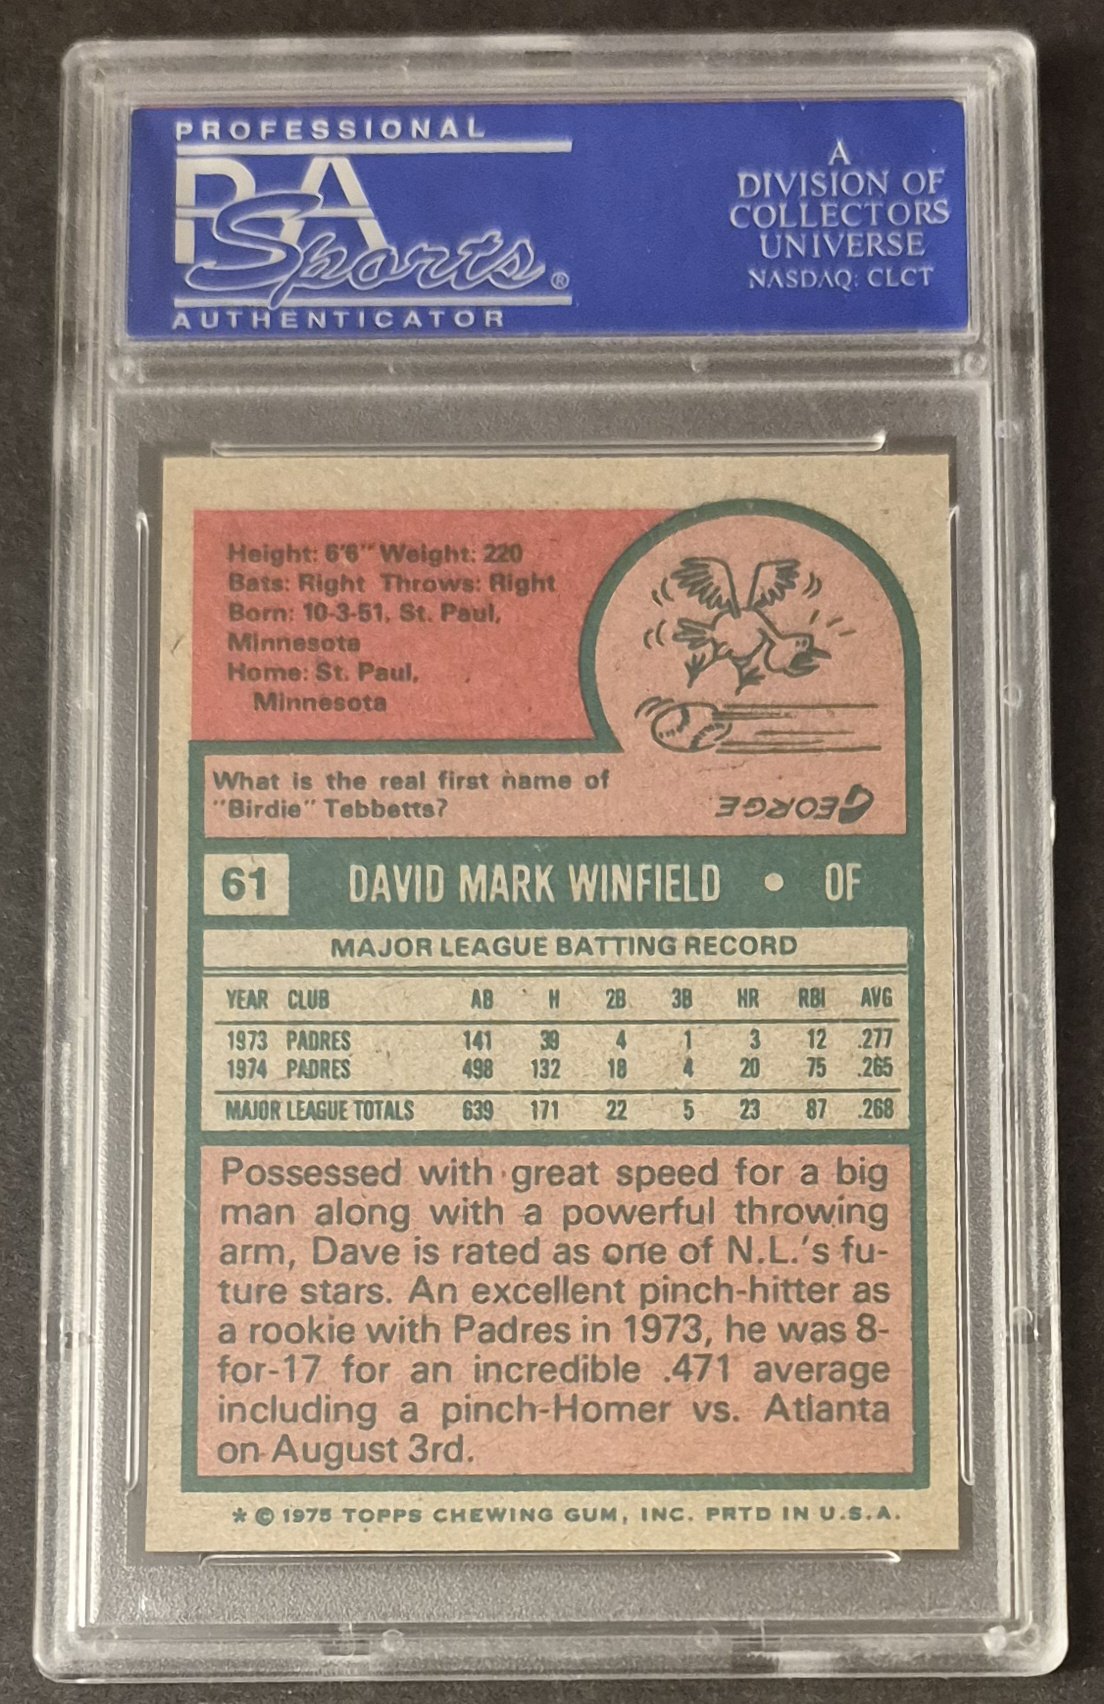 PROFESSIONAL
PSA
Sports®
AUTHENTICATOR
A
DIVISION OF
COLLECTORS
UNIVERSE
NASDAQ: CLCT
Height: 6'6" Weight: 220
Bats: Right Throws: Right
Born: 10-3-51, St. Paul,
Minnesota
Home: St. Paul,
Minnesota
What is the real first name of
"Birdie" Tebbetts?
GEORGE.
61 DAVID MARK WINFIELD • OF
MAJOR LEAGUE BATTING RECORD
YEAR CLUB AB H 2B 3B HR RBI AVG
1973 PADRES 141 39 4 1 3 12 .277
1974 PADRES 498 132 18 4 20 75 .265
MAJOR LEAGUE TOTALS 639 171 22 5 23 87 .268
Possessed with great speed for a big
man along with a powerful throwing
arm, Dave is rated as one of N.L.'s fu-
ture stars. An excellent pinch-hitter as
a rookie with Padres in 1973, he was 8-
for-17 for an incredible .471 average
including a pinch-Homer vs. Atlanta
on August 3rd.
* © 1975 TOPPS CHEWING GUM, INC. PRTD IN U.S.A.